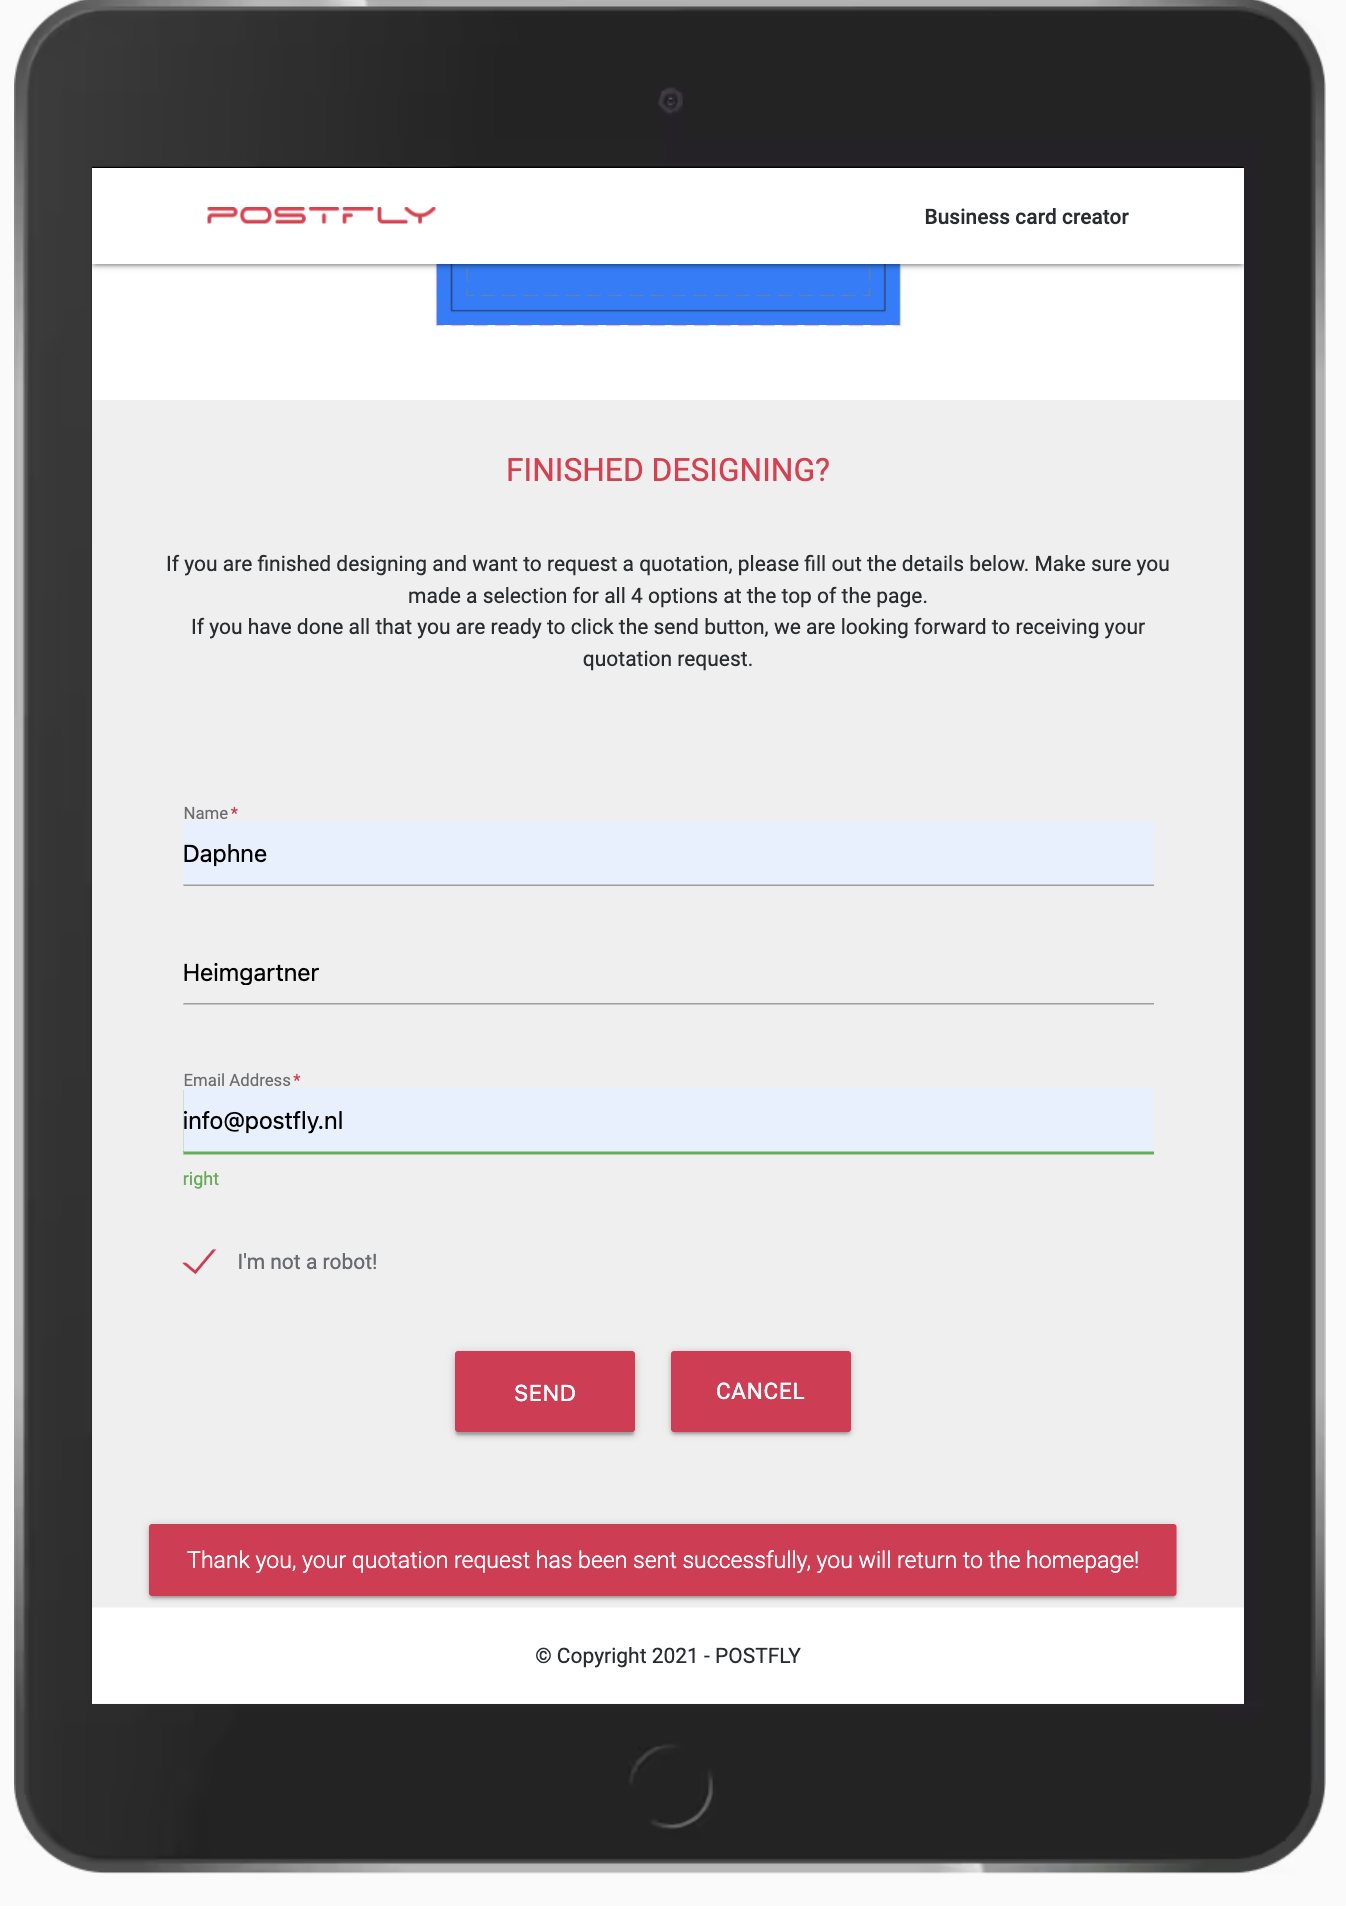 POSTFLY
Business card creator
FINISHED DESIGNING?
If you are finished designing and want to request a quotation, please fill out the details below. Make sure you
made a selection for all 4 options at the top of the page.
If you have done all that you are ready to click the send button, we are looking forward to receiving your
quotation request.
Name*
Daphne
Heimgartner
Email Address*
info@postfly.nl
right
I'm not a robot!
SEND
CANCEL
Thank you, your quotation request has been sent successfully, you will return to the homepage!
© Copyright 2021 - POSTFLY